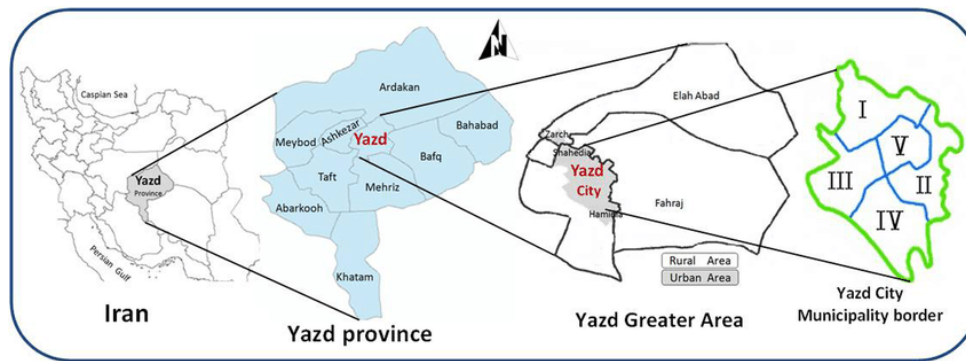 N
Caspian Sea
Yazd
Province
Persian Gulf
Iran
Ardakan
Meybod
Ashkezar
Yazd
Bahabad
Taft
Bafq
Mehriz
Abarkooh
Khatam
Yazd province
Elah Abad
Zarch
Shahedia
Yazd
City
Hamidia
Fahraj
Rural Area
Urban Area
Yazd Greater Area
I
V
III
II
IV
Yazd City
Municipality border